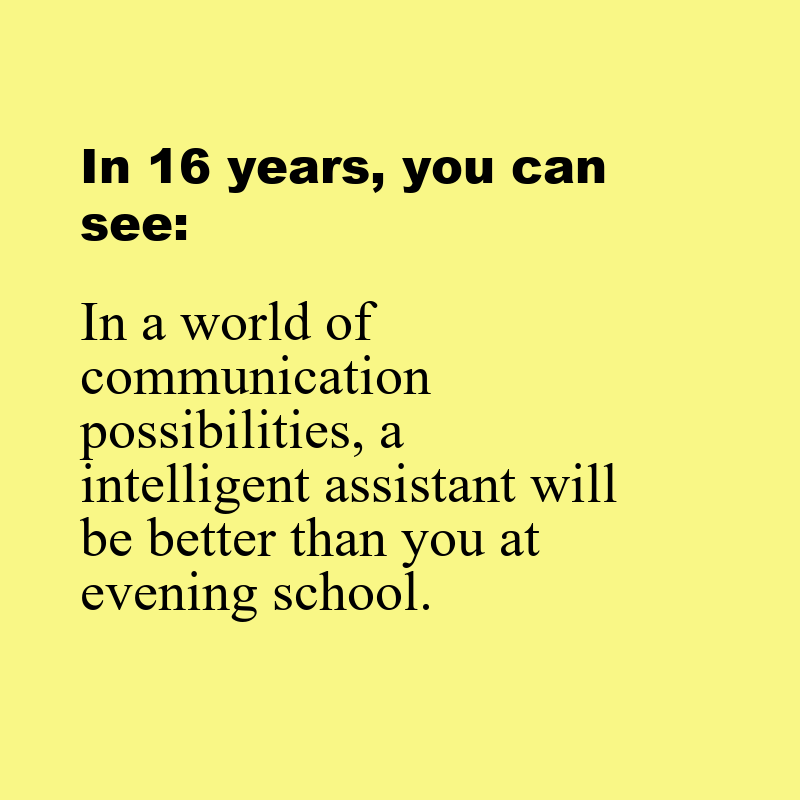 In 16 years, you can
see:
In a world of
communication
possibilities, a
intelligent assistant will
be better than you at
evening school.